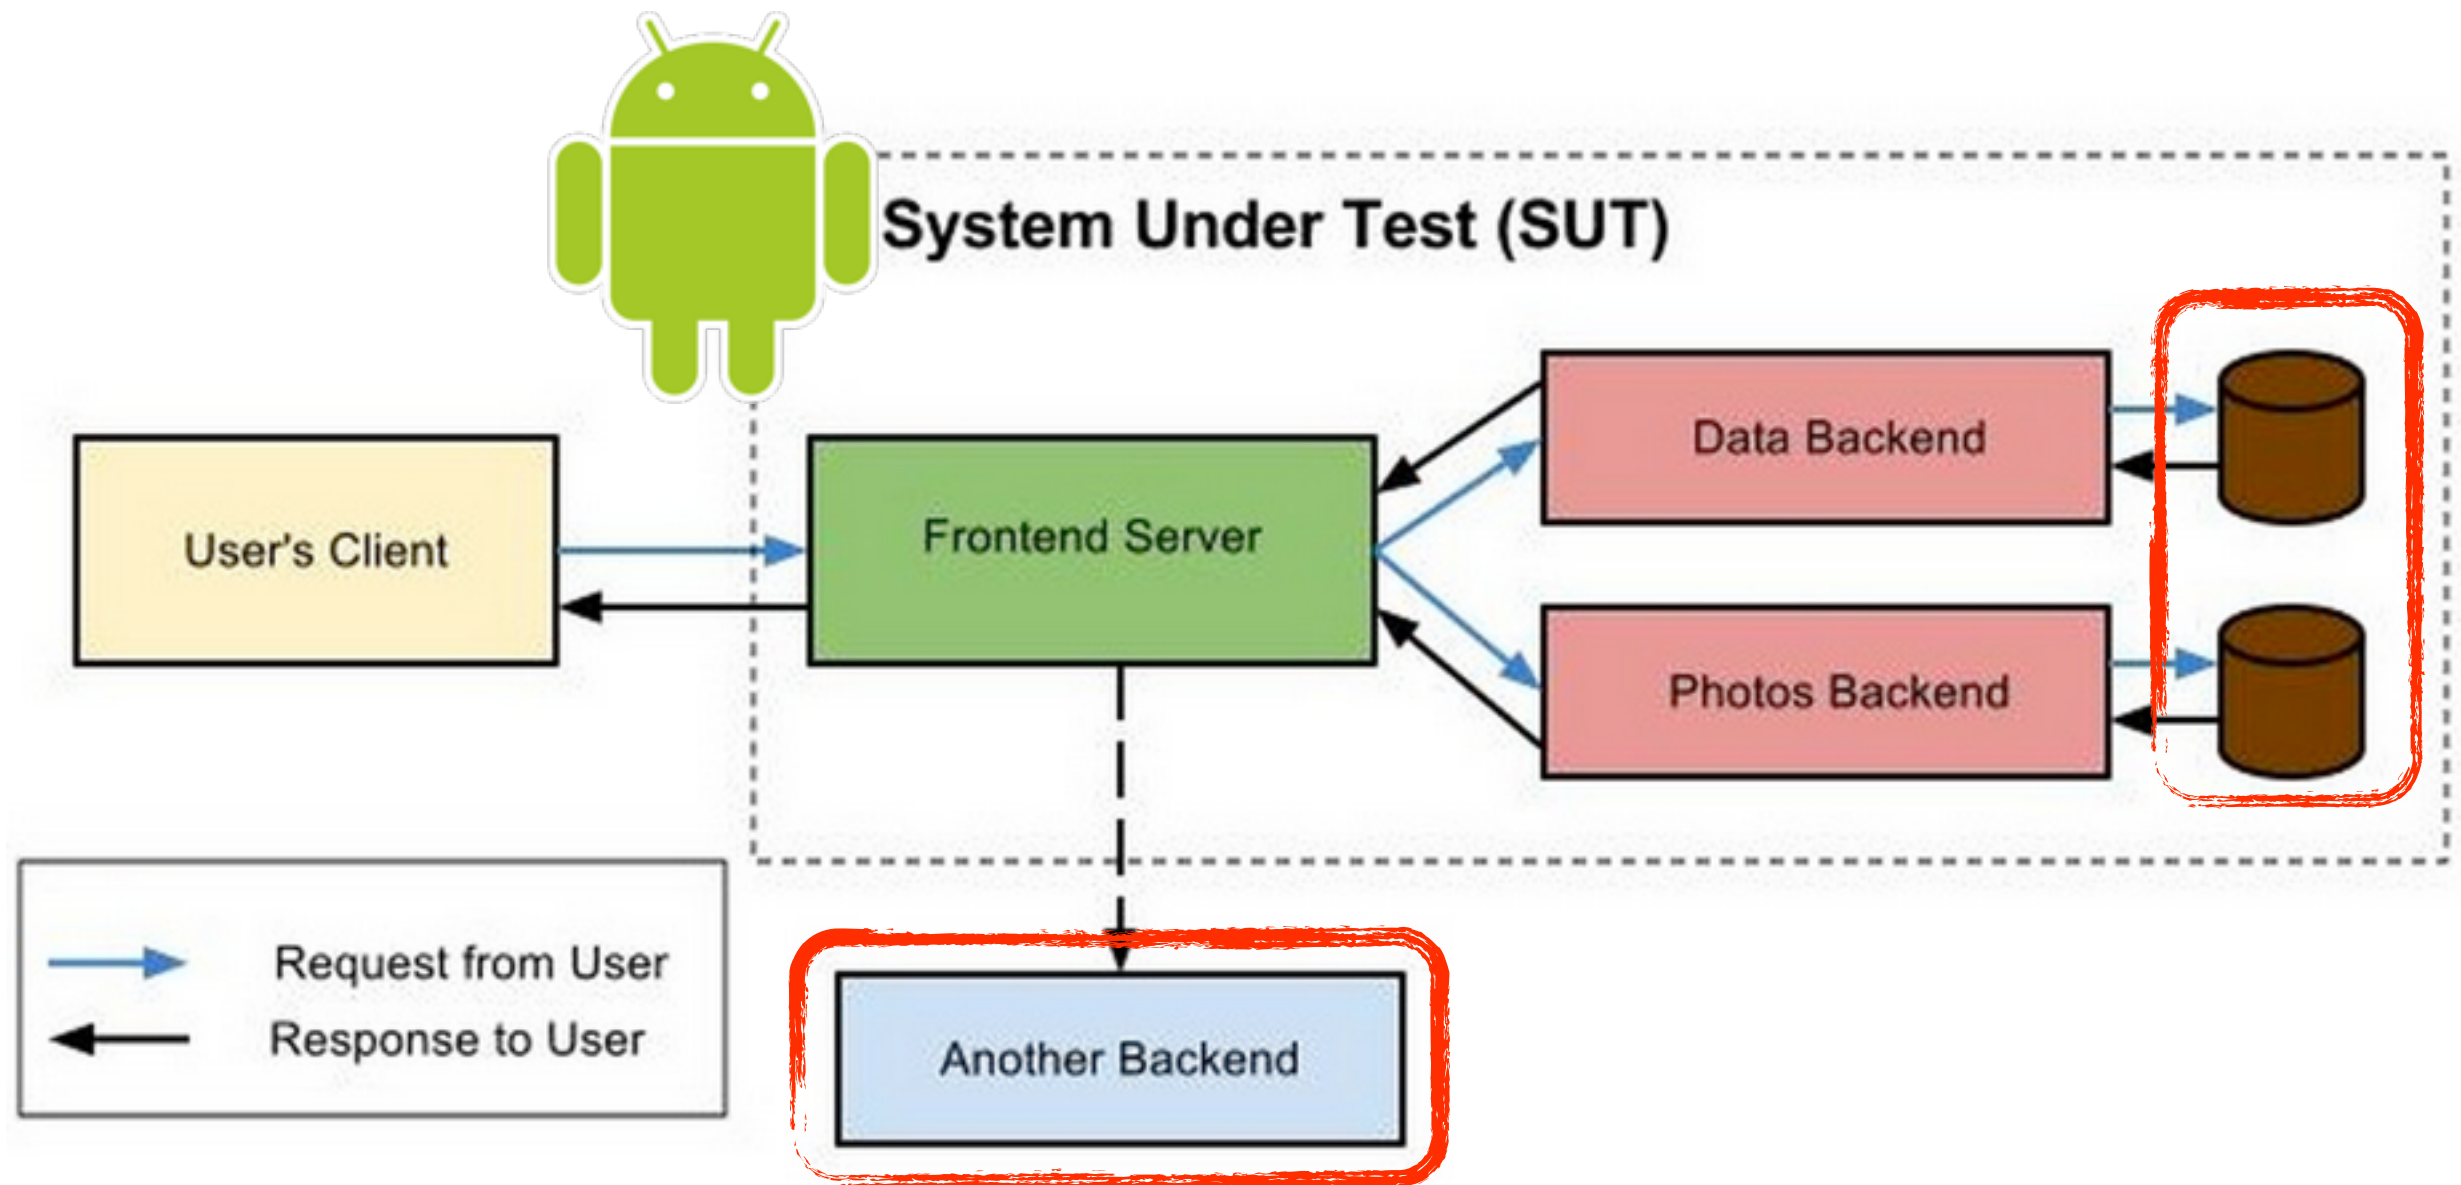 System Under Test (SUT)
Data Backend
User's Client
Frontend Server
Photos Backend
Request from User
Response to User
Another Backend